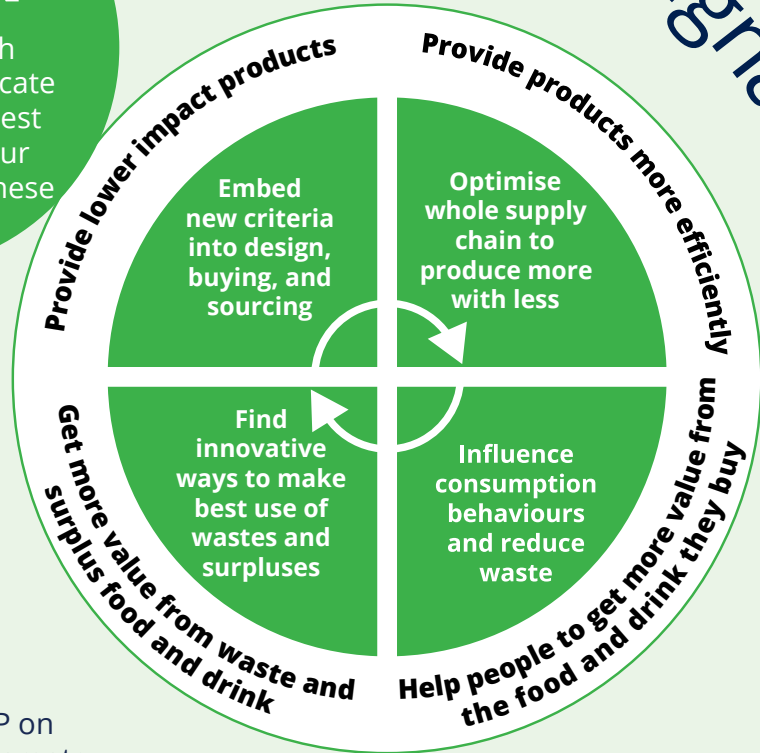 est
Provide lower impact products
Provide products more efficiently
Embed
new criteria
into design,
buying, and
sourcing
Optimise
whole supply
chain to
produce more
with less
Find
innovative
ways to make
best use of
wastes and
surpluses
Influence
consumption
behaviours
and reduce
waste
Get more value from waste and
surplus food and drink
Help people to get more value from
the food and drink they buy
P on